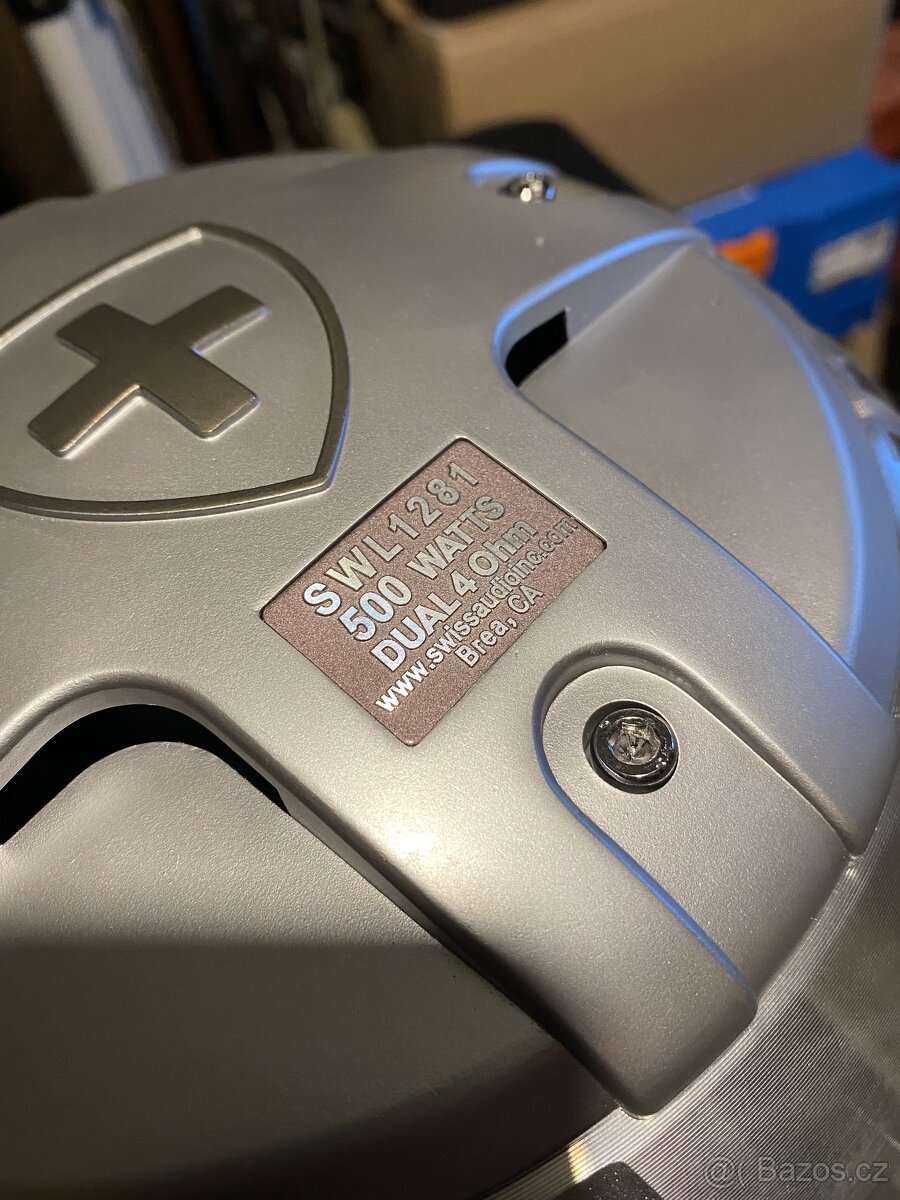 SWL1281
500 WATTS
DUAL 4 Ohm
www.swissaudioinc.com
Brea, CA
@( Bazos.cz